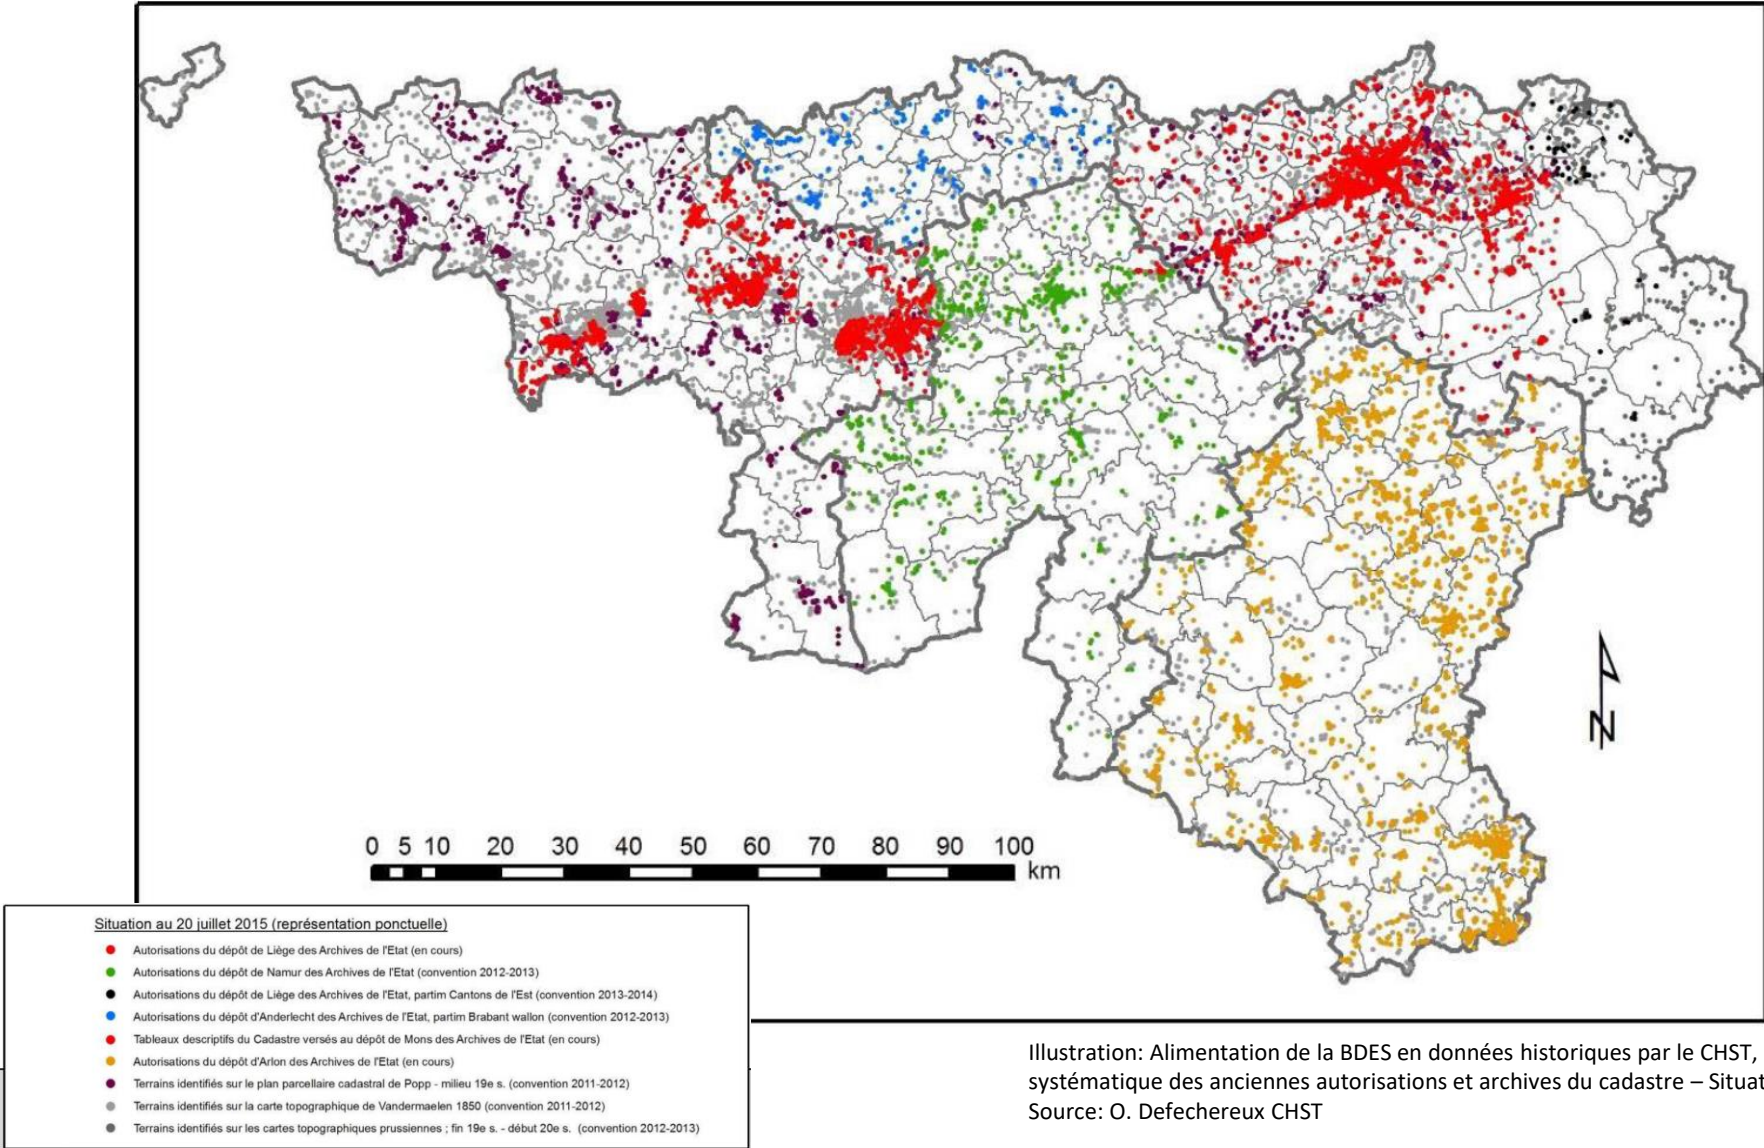 N
0 5 10 20 30 40 50 60 70 80 90 100
km
Situation au 20 juillet 2015 (représentation ponctuelle)
Autorisations du dépôt de Liège des Archives de l'Etat (en cours)
Autorisations du dépôt de Namur des Archives de l'Etat (convention 2012-2013)
Autorisations du dépôt de Liège des Archives de l'Etat, partim Cantons de l'Est (convention 2013-2014)
Autorisations du dépôt d'Anderlecht des Archives de l'Etat, partim Brabant wallon (convention 2012-2013)
Tableaux descriptifs du Cadastre versés au dépôt de Mons des Archives de l'Etat (en cours)
Autorisations du dépôt d'Arlon des Archives de l'Etat (en cours)
Terrains identifiés sur le plan parcellaire cadastral de Popp - milieu 19e s. (convention 2011-2012)
Terrains identifiés sur la carte topographique de Vandermaelen 1850 (convention 2011-2012)
Terrains identifiés sur les cartes topographiques prussiennes ; fin 19e s. - début 20e s. (convention 2012-2013)
Illustration: Alimentation de la BDES en données historiques par le CHST,
systématique des anciennes autorisations et archives du cadastre – Situat
Source: O. Defechereux CHST